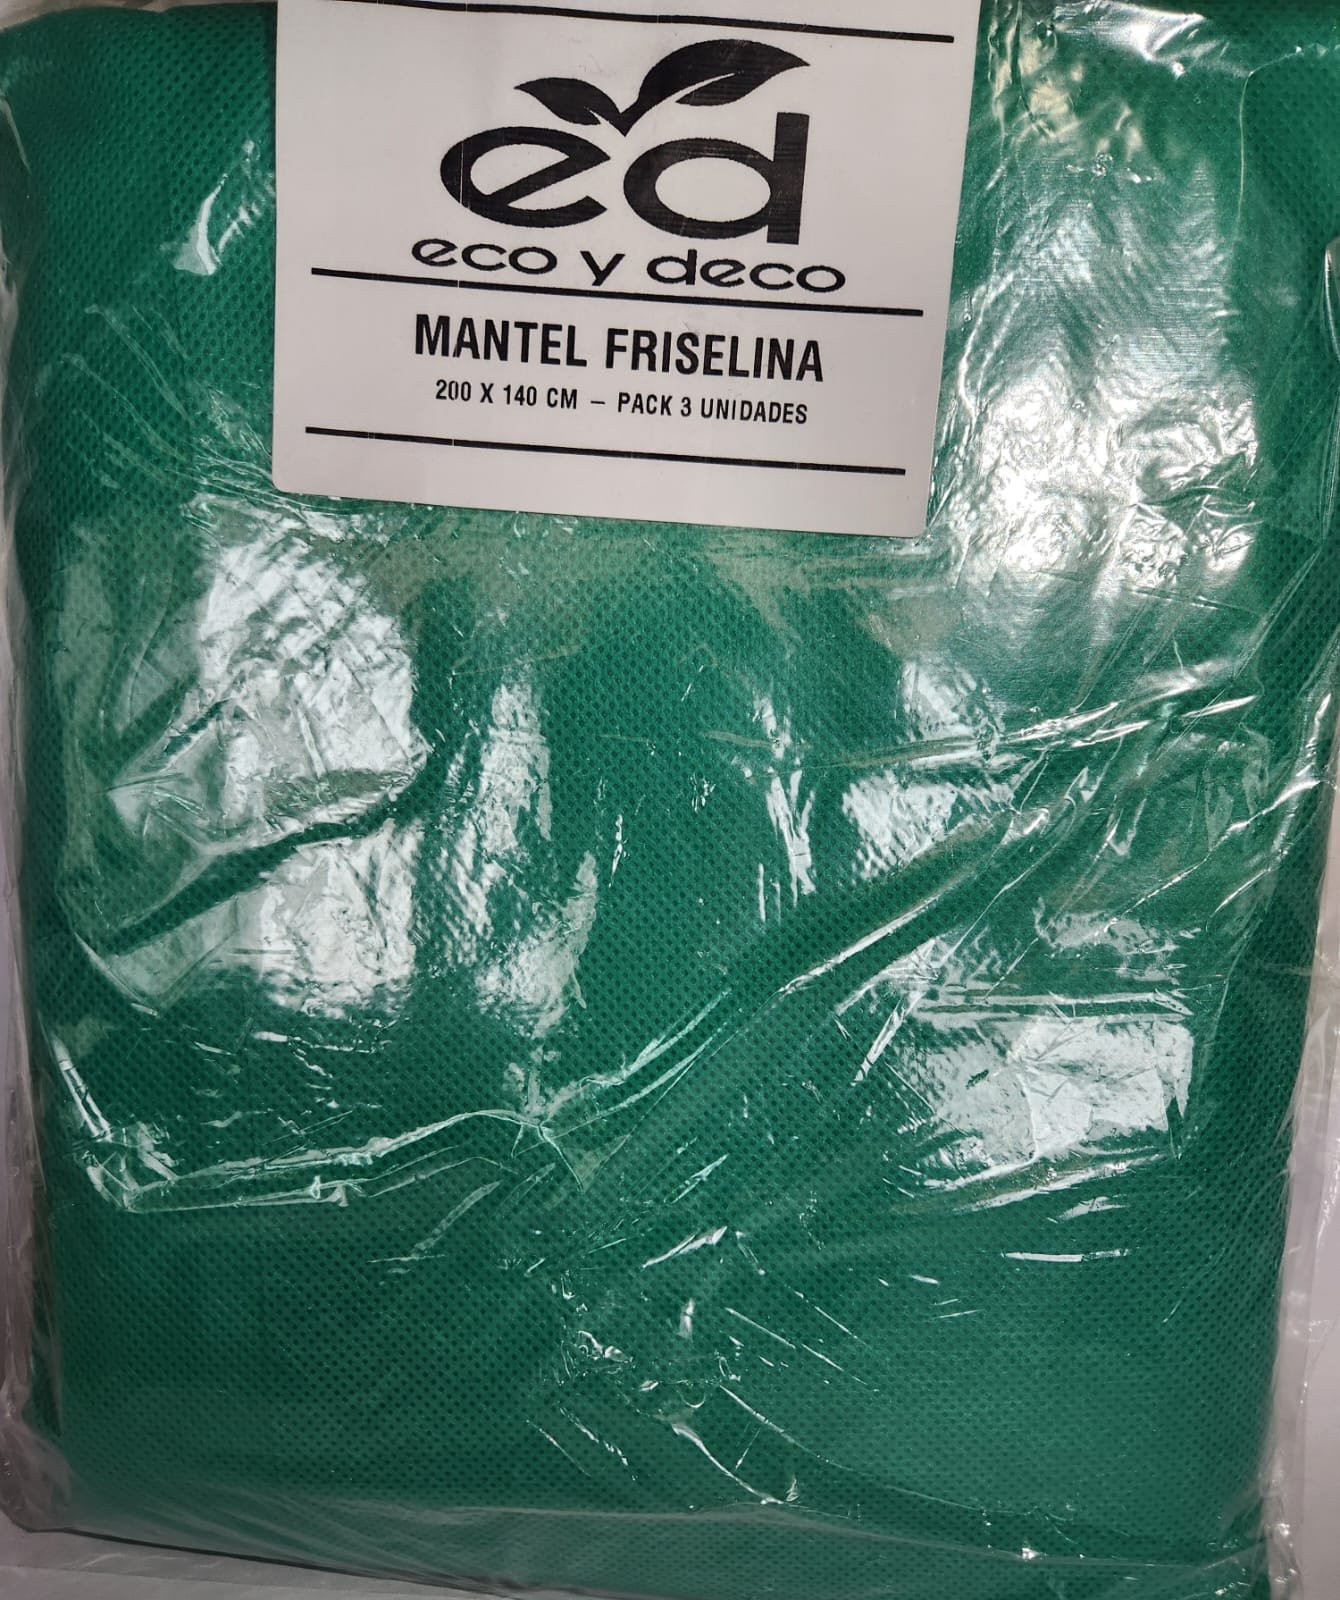 ed
eco y deco
MANTEL FRISELINA
200 X 140 CM – PACK 3 UNIDADES